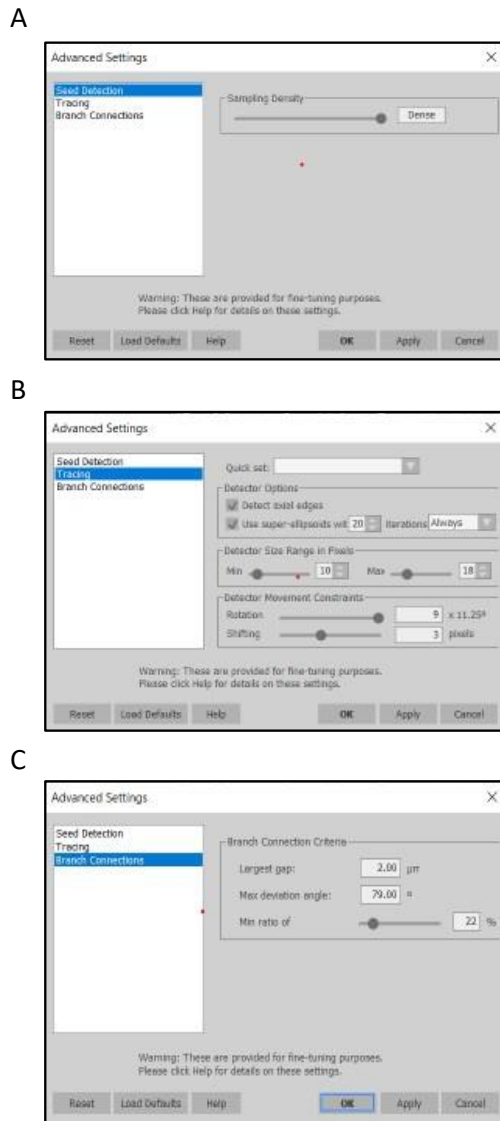 A
Advanced Settings
Seed Detection
Tracing
Branch Connections
Sampling Density
Dense
Warning: These are provided for fine-tuning purposes.
Please click Help for details on these settings.
Reset Load Defaults Help OK Apply Cancel
B
Advanced Settings
Seed Detection
Tracing
Branch Connections
Quick set:
Detector Options
Detect axial edges
Use super-ellipsoids wit 20 iterations Always
Detector Size Range in Pixels
Min 10 Max 18
Detector Movement Constraints
Rotation 9 x 11.25º
Shifting 3 pixels
Warning: These are provided for fine-tuning purposes.
Please click Help for details on these settings.
Reset Load Defaults Help OK Apply Cancel
C
Advanced Settings
Seed Detection
Tracing
Branch Connections
Branch Connection Criteria
Largest gap: 2.00
Max deviation angle: 79.00 º
Min ratio of 22 %
Warning: These are provided for fine-tuning purposes.
Please click Help for details on these settings.
Reset Load Defaults Help OK Apply Cancel